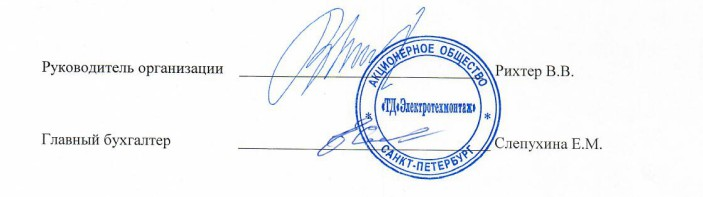 Руководитель организации Рихтер В.В.
АКЦИОНЕРНОЕ ОБЩЕСТВО
«ТД«Электротехмонтаж»
* *
САНКТ-ПЕТЕРБУРГ
Главный бухгалтер Слепухина Е.М.